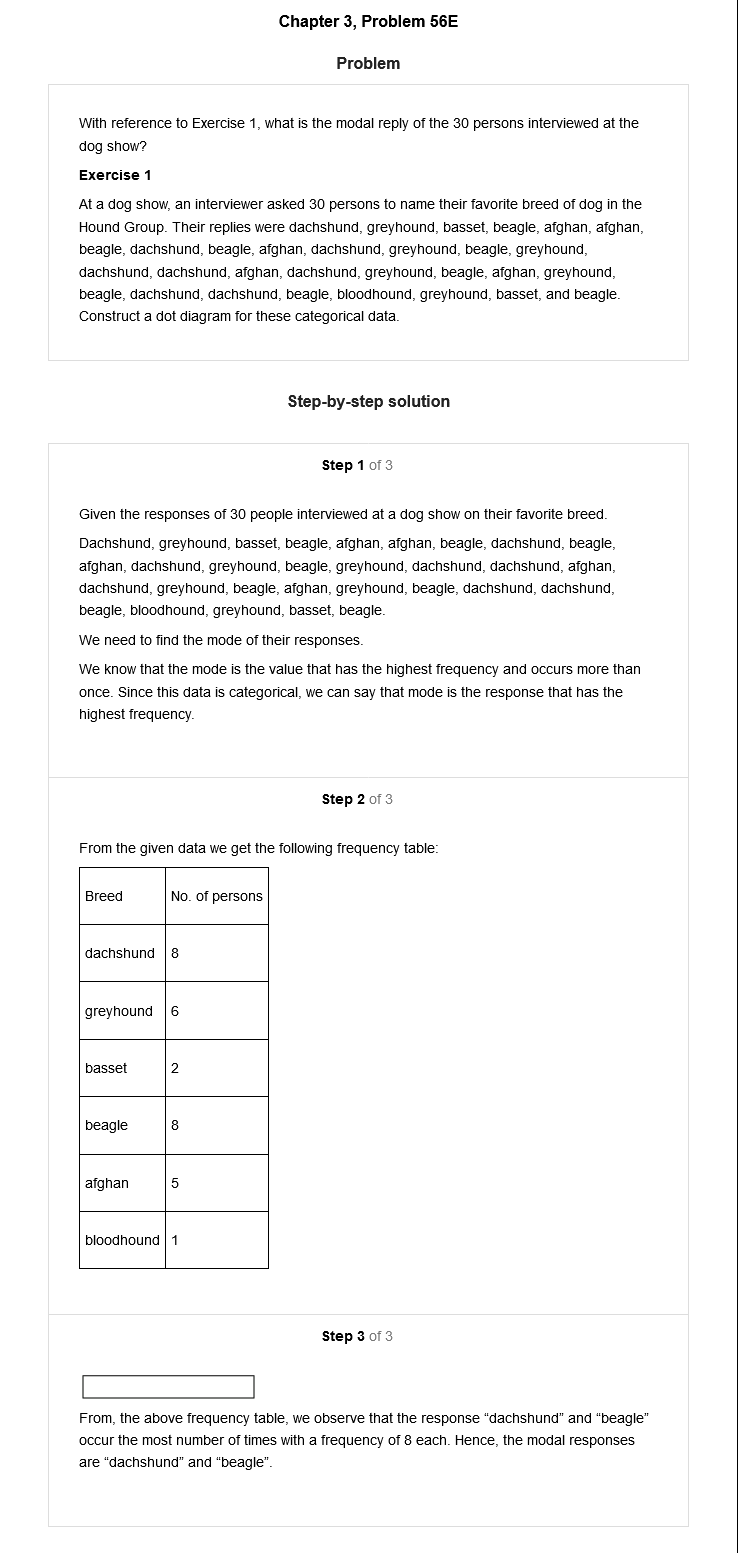 Chapter 3, Problem 56E
Problem
With reference to Exercise 1, what is the modal reply of the 30 persons interviewed at the
dog show?
Exercise 1
At a dog show, an interviewer asked 30 persons to name their favorite breed of dog in the
Hound Group. Their replies were dachshund, greyhound, basset, beagle, afghan, afghan,
beagle, dachshund, beagle, afghan, dachshund, greyhound, beagle, greyhound,
dachshund, dachshund, afghan, dachshund, greyhound, beagle, afghan, greyhound,
beagle, dachshund, dachshund, beagle, bloodhound, greyhound, basset, and beagle.
Construct a dot diagram for these categorical data.
Step-by-step solution
Step 1 of 3
Given the responses of 30 people interviewed at a dog show on their favorite breed.
Dachshund, greyhound, basset, beagle, afghan, afghan, beagle, dachshund, beagle,
afghan, dachshund, greyhound, beagle, greyhound, dachshund, dachshund, afghan,
dachshund, greyhound, beagle, afghan, greyhound, beagle, dachshund, dachshund,
beagle, bloodhound, greyhound, basset, beagle.
We need to find the mode of their responses.
We know that the mode is the value that has the highest frequency and occurs more than
once. Since this data is categorical, we can say that mode is the response that has the
highest frequency.
Step 2 of 3
From the given data we get the following frequency table:
Breed No. of persons
dachshund 8
greyhound 6
basset 2
beagle 8
afghan 5
bloodhound 1
Step 3 of 3
From, the above frequency table, we observe that the response “dachshund” and “beagle”
occur the most number of times with a frequency of 8 each. Hence, the modal responses
are “dachshund” and “beagle”.